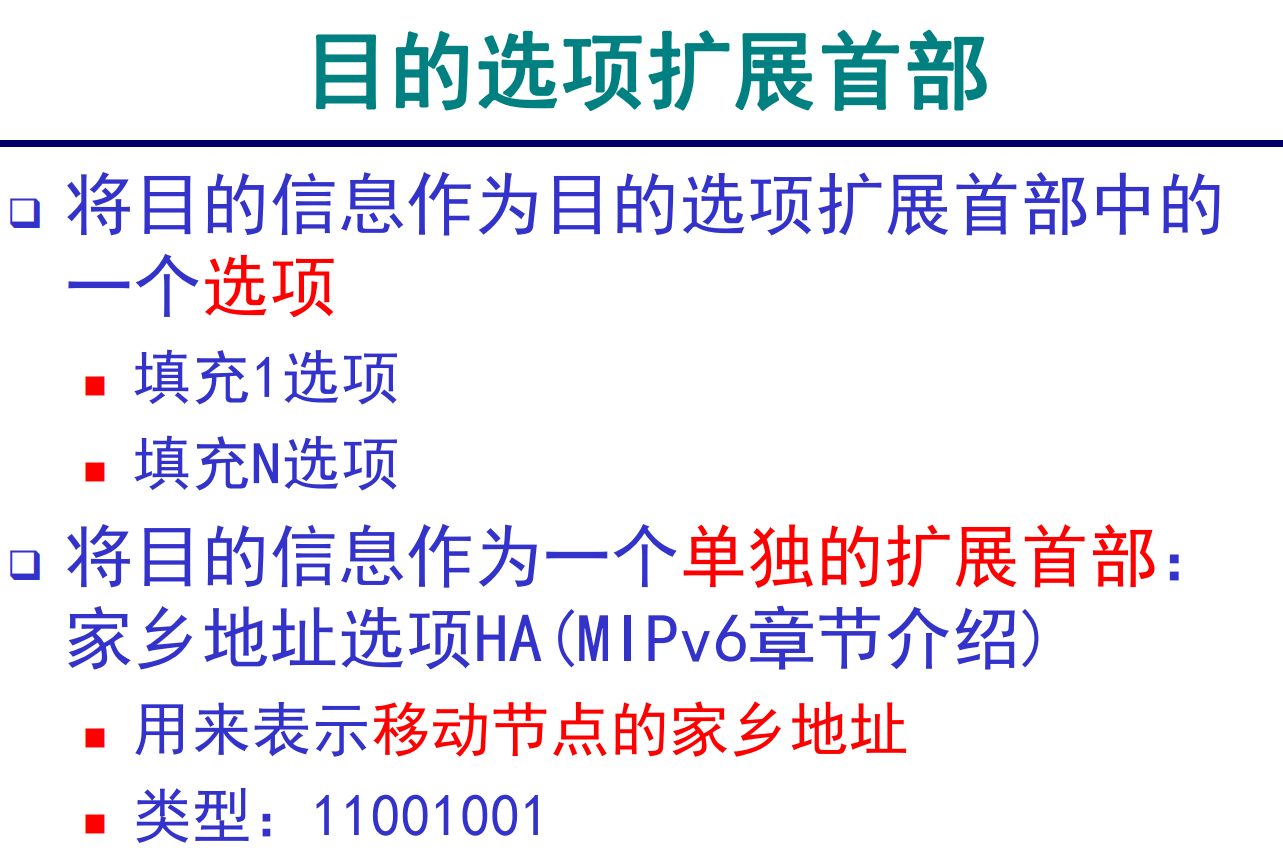 目的选项扩展首部
将目的信息作为目的选项扩展首部中的
一个选项
填充1选项
填充N选项
将目的信息作为一个单独的扩展首部：
家乡地址选项HA(MIPv6章节介绍)
用来表示移动节点的家乡地址
类型：11001001